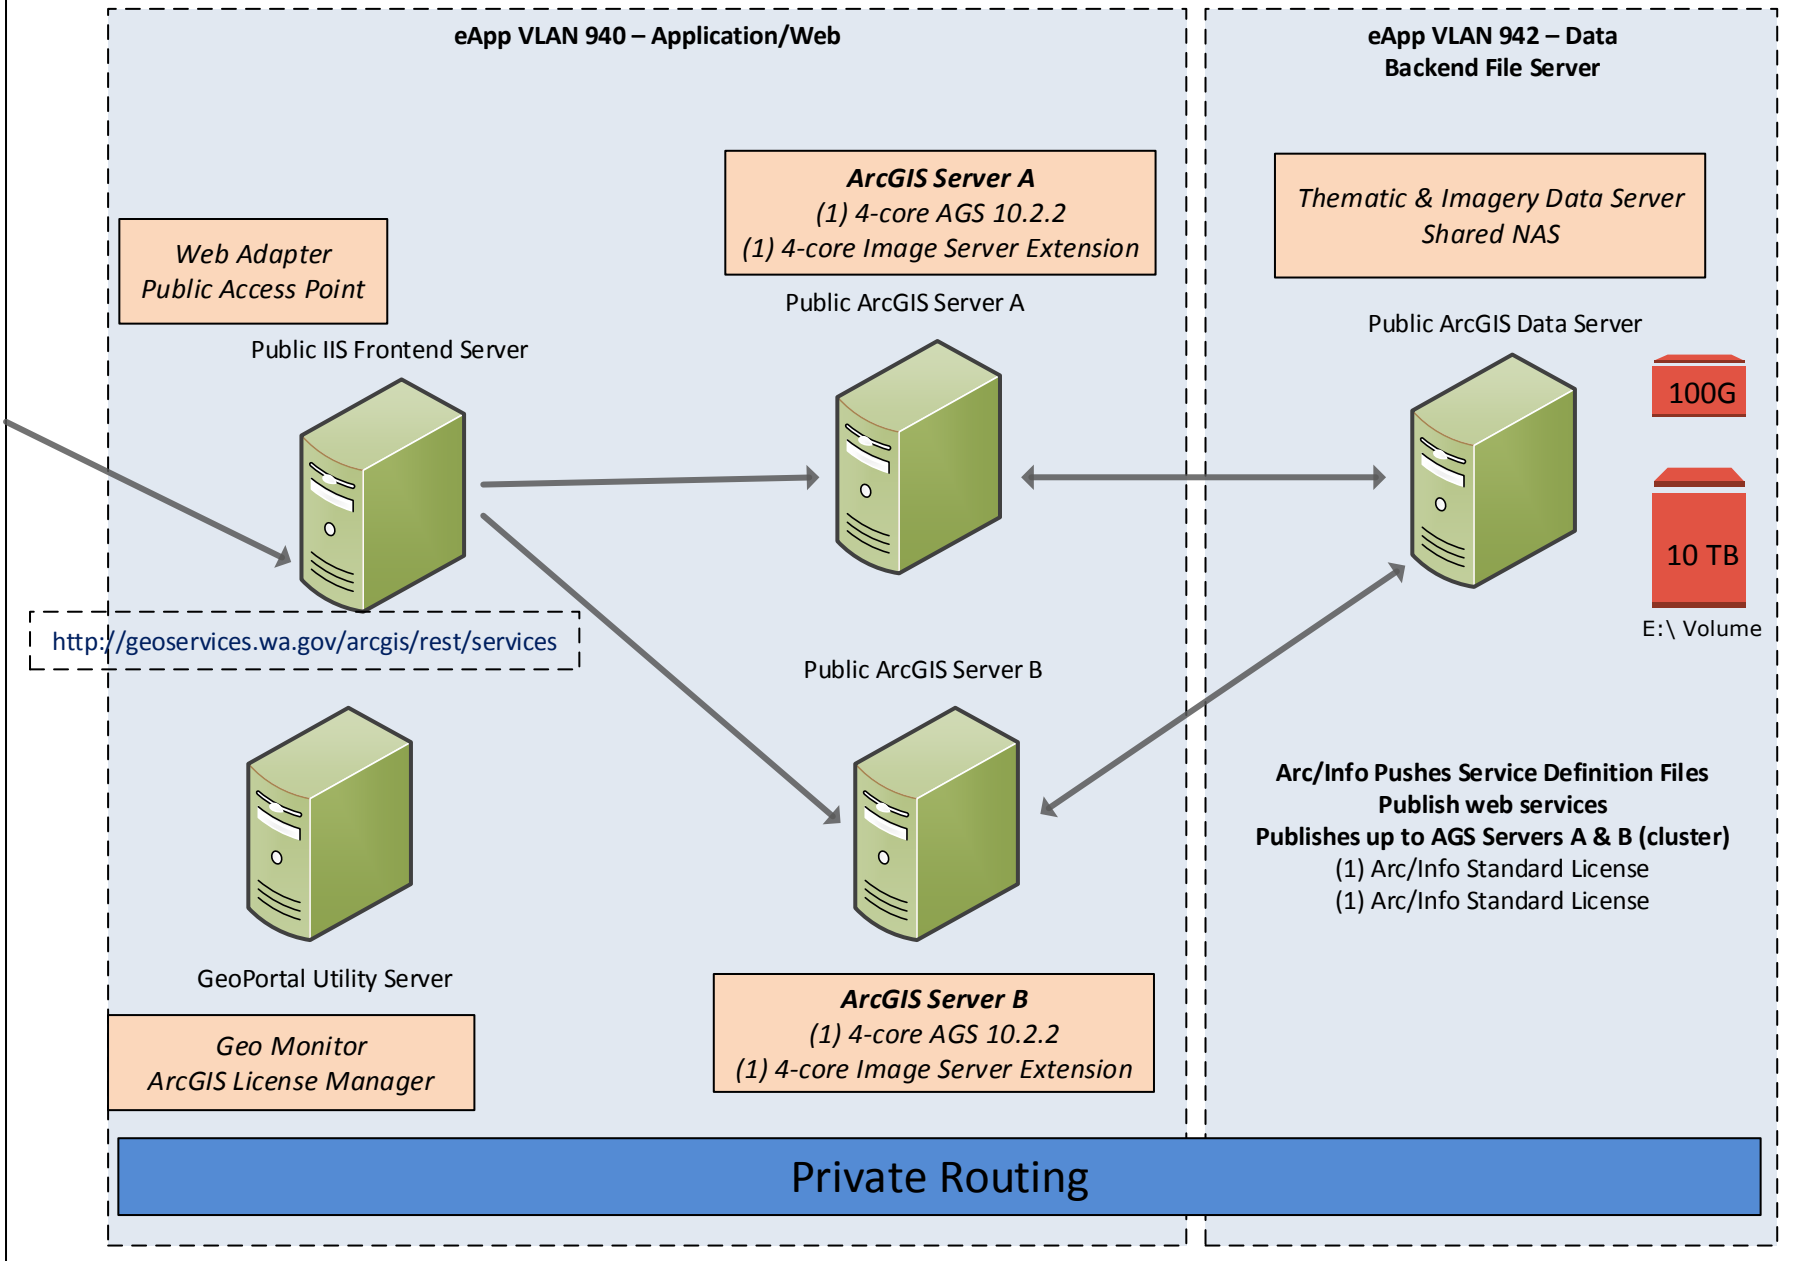 eApp VLAN 940 – Application/Web
Web Adapter
Public Access Point
Public IIS Frontend Server
http://geoservices.wa.gov/arcgis/rest/services
GeoPortal Utility Server
Geo Monitor
ArcGIS License Manager
ArcGIS Server A
(1) 4-core AGS 10.2.2
(1) 4-core Image Server Extension
Public ArcGIS Server A
Public ArcGIS Server B
ArcGIS Server B
(1) 4-core AGS 10.2.2
(1) 4-core Image Server Extension
eApp VLAN 942 – Data
Backend File Server
Thematic & Imagery Data Server
Shared NAS
Public ArcGIS Data Server
100G
10 TB
E:\ Volume
Arc/Info Pushes Service Definition Files
Publish web services
Publishes up to AGS Servers A & B (cluster)
(1) Arc/Info Standard License
(1) Arc/Info Standard License
Private Routing